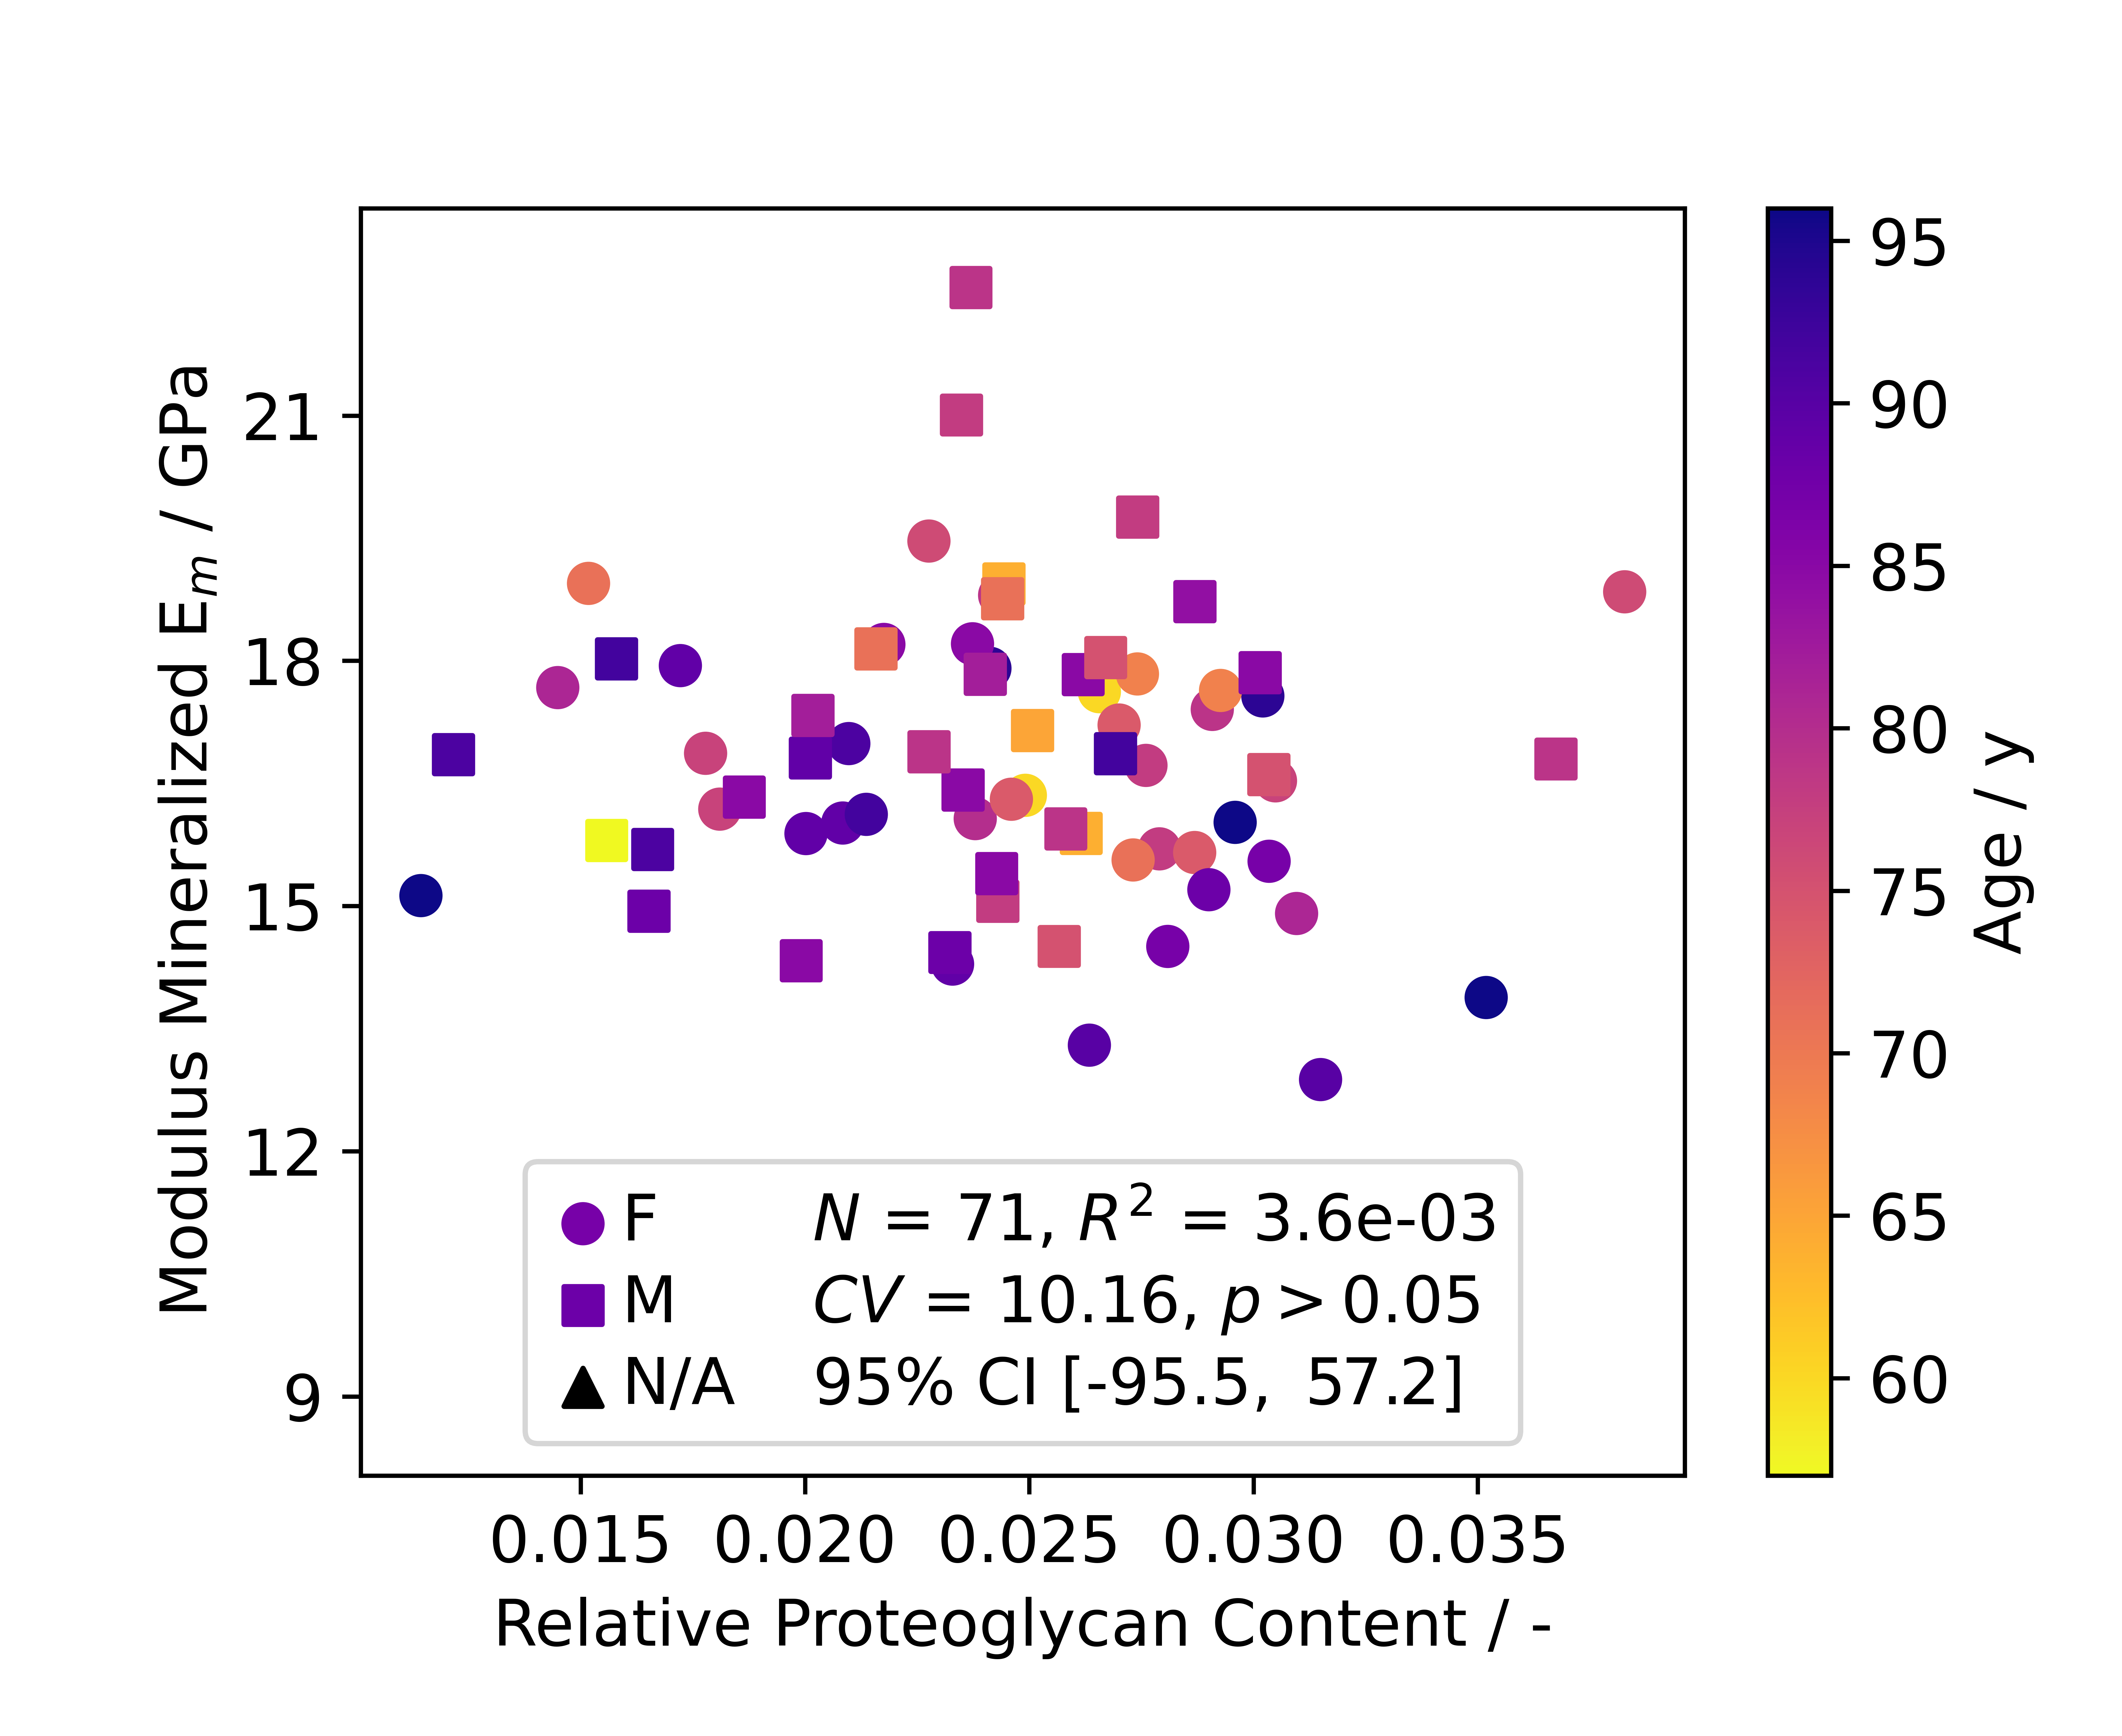 Modulus Mineralized Eₘ / GPa
21
18
15
12
9
F
M
N/A
N = 71, R² = 3.6e-03
CV = 10.16, p > 0.05
95% CI [-95.5, 57.2]
0.015 0.020 0.025 0.030 0.035
Relative Proteoglycan Content / -
95
90
85
80
75
70
65
60
Age / y